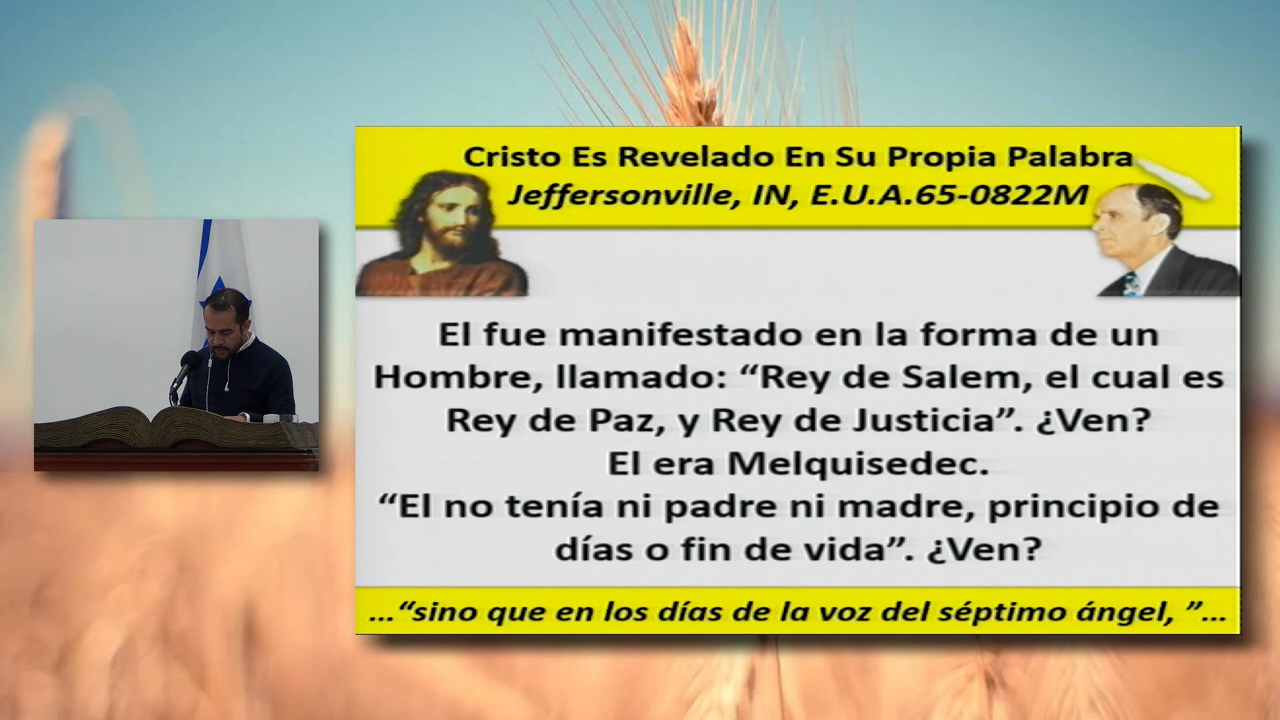 Cristo Es Revelado En Su Propia Palabra
Jeffersonville, IN, E.U.A.65-0822M
El fue manifestado en la forma de un
Hombre, llamado: “Rey de Salem, el cual es
Rey de Paz, y Rey de Justicia”. ¿Ven?
El era Melquisedec.
“El no tenía ni padre ni madre, principio de
días o fin de vida”. ¿Ven?
...“sino que en los días de la voz del séptimo ángel, ”...